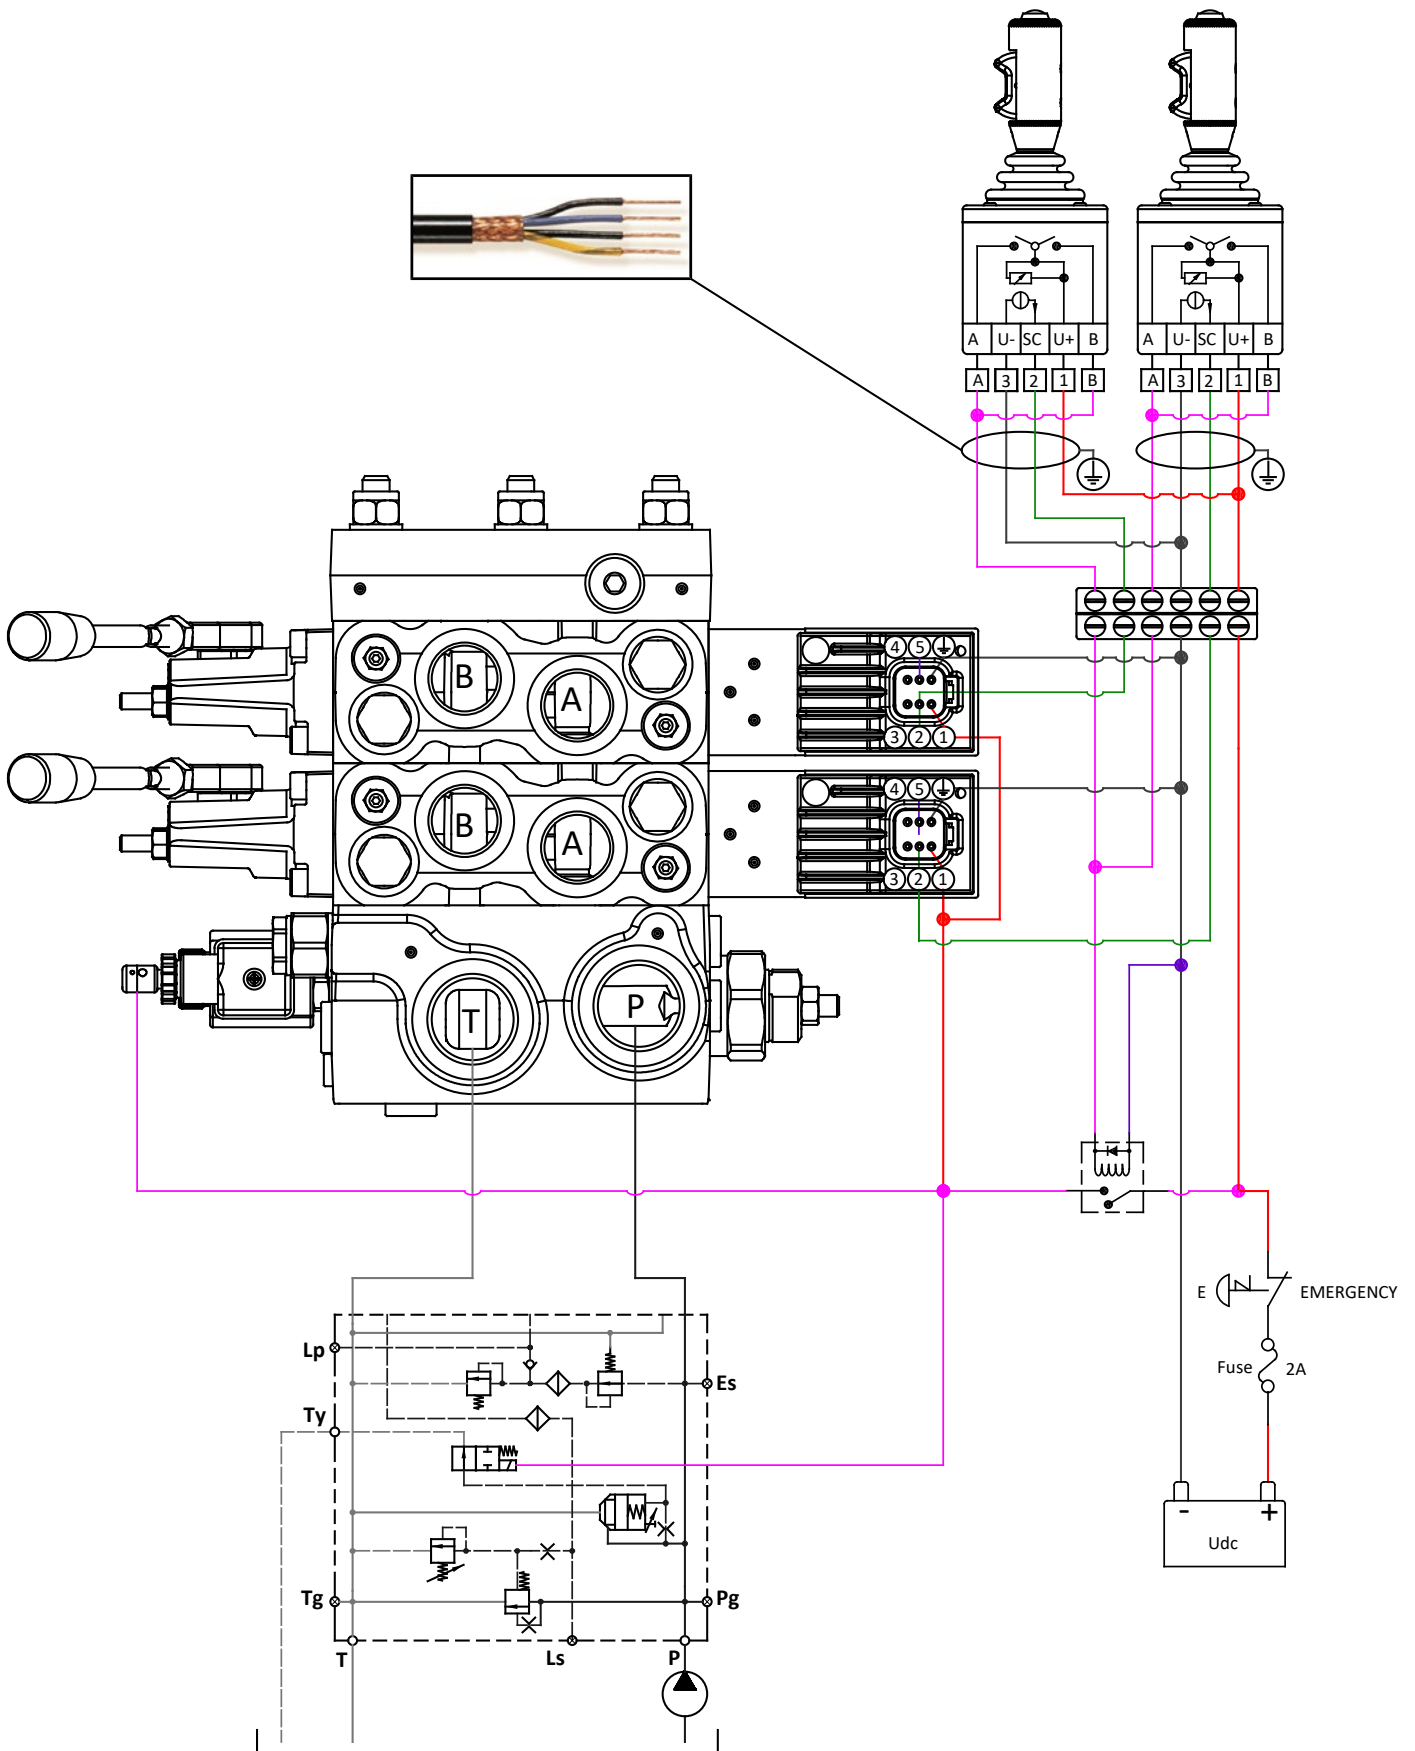 A U- SC U+ B A U- SC U+ B
A 3 2 1 B A 3 2 1 B
4 5
B A
3 2 1
4 5
B A
3 2 1
T P
E EMERGENCY
Lp
Fuse 2A
Es
Ty
- +
Udc
Tg Pg
T Ls P